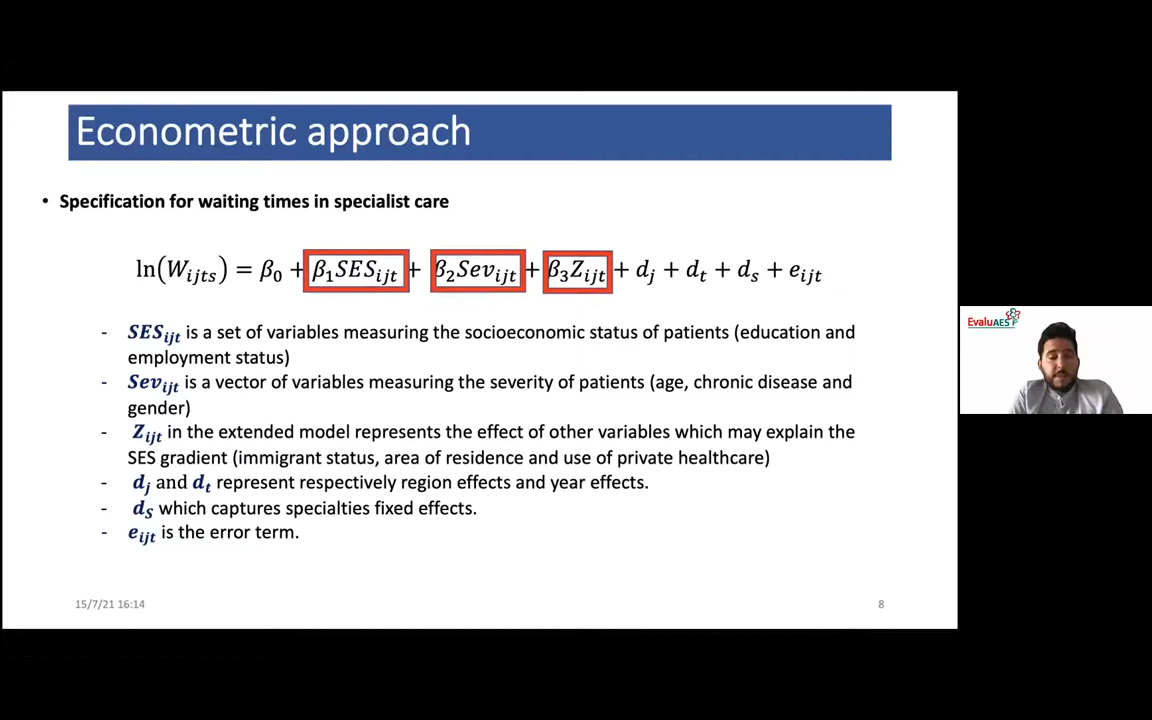 Econometric approach
• Specification for waiting times in specialist care
ln(W_ijts) = β_0 + β_1SES_ijt + β_2Sev_ijt + β_3Z_ijt + d_j + d_t + d_s + e_ijt
- SES_ijt is a set of variables measuring the socioeconomic status of patients (education and
employment status)
- Sev_ijt is a vector of variables measuring the severity of patients (age, chronic disease and
gender)
- Z_ijt in the extended model represents the effect of other variables which may explain the
SES gradient (immigrant status, area of residence and use of private healthcare)
- d_j and d_t represent respectively region effects and year effects.
- d_S which captures specialties fixed effects.
- e_ijt is the error term.
15/7/21 16:14
8
EvaluAES